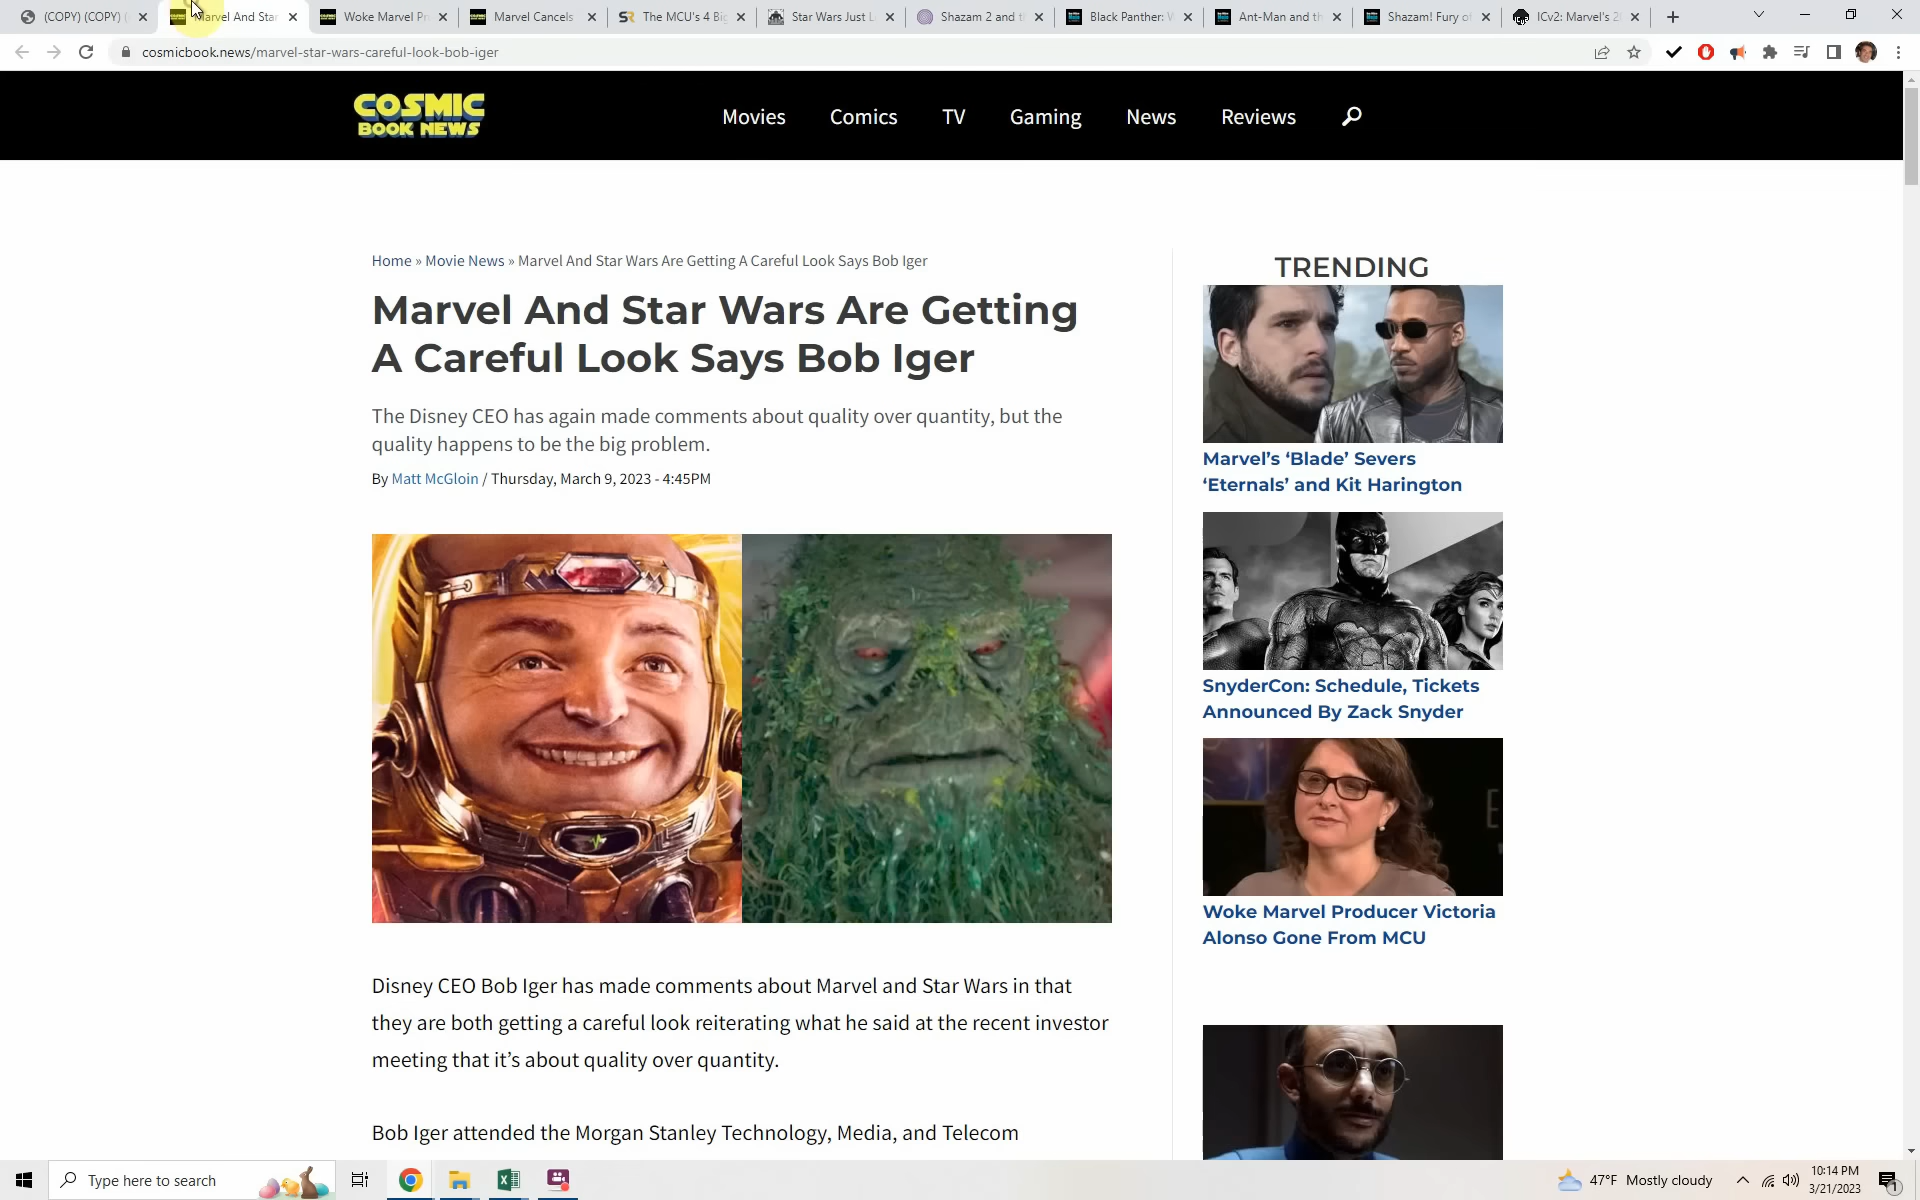 (COPY) (COPY)
Marvel And Star
Woke Marvel Pr
Marvel Cancels
The MCU's 4 Big
Star Wars Just L
Shazam 2 and t
Black Panther: W
Ant-Man and th
Shazam! Fury of
ICv2: Marvel's 2
cosmicbook.news/marvel-star-wars-careful-look-bob-iger
COSMIC
BOOK NEWS
Movies
Comics
TV
Gaming
News
Reviews
Home » Movie News » Marvel And Star Wars Are Getting A Careful Look Says Bob Iger
Marvel And Star Wars Are Getting
A Careful Look Says Bob Iger
The Disney CEO has again made comments about quality over quantity, but the
quality happens to be the big problem.
By Matt McGloin / Thursday, March 9, 2023 - 4:45PM
Disney CEO Bob Iger has made comments about Marvel and Star Wars in that
they are both getting a careful look reiterating what he said at the recent investor
meeting that it’s about quality over quantity.
Bob Iger attended the Morgan Stanley Technology, Media, and Telecom
TRENDING
Marvel’s ‘Blade’ Severs
‘Eternals’ and Kit Harington
SnyderCon: Schedule, Tickets
Announced By Zack Snyder
Woke Marvel Producer Victoria
Alonso Gone From MCU
Type here to search
47°F Mostly cloudy
10:14 PM
3/21/2023
1